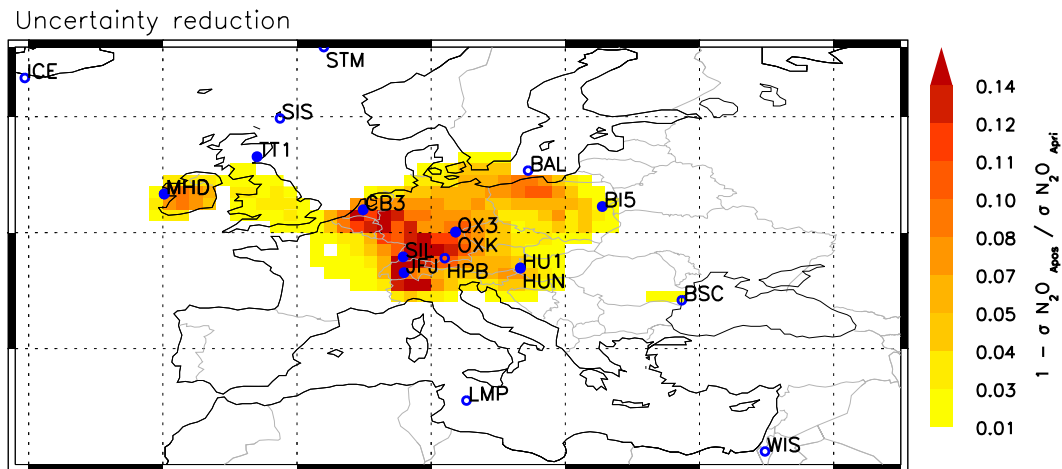 Uncertainty reduction
ICE
STM
SIS
TT1
BAL
MHD
CB3
BI5
OX3
OXK
SIL
JFJ
HPB
HU1
HUN
BSC
LMP
WIS
0.14
0.12
0.11
0.10
0.08
0.07
0.05
0.04
0.03
0.01
1 – σ N₂O Apos / σ N₂O Apri